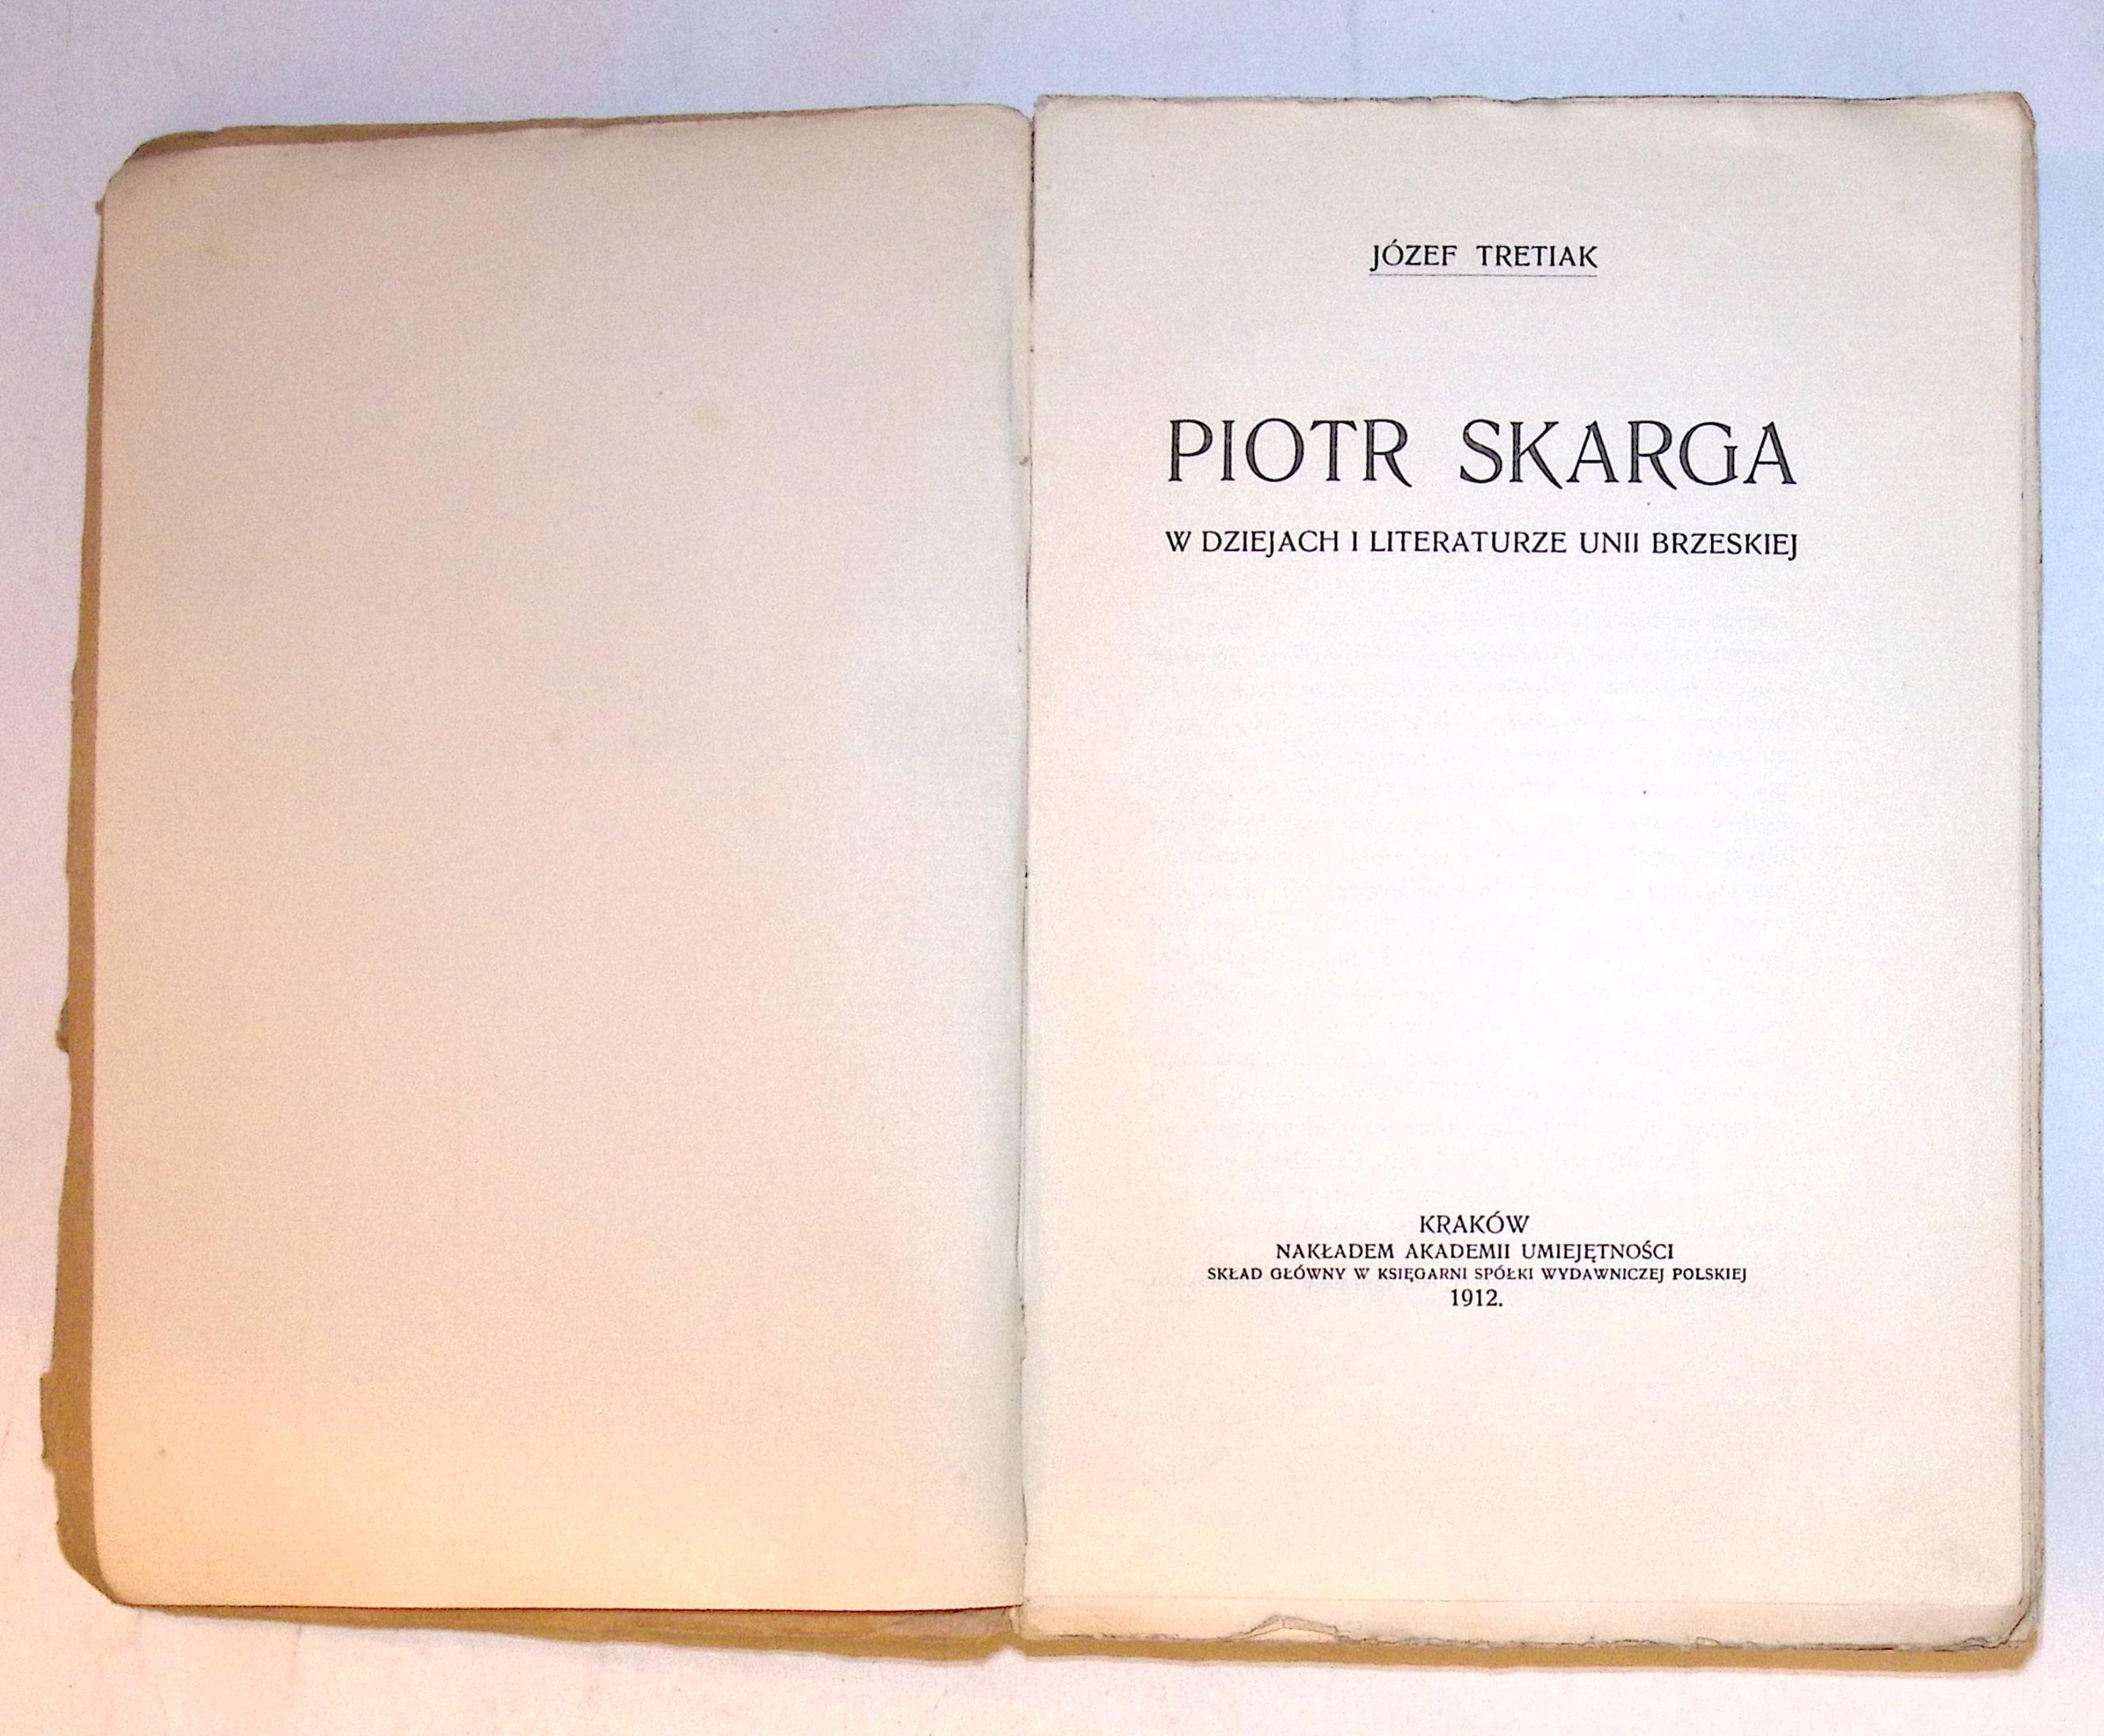 JÓZEF TRETIAK
PIOTR SKARGA
W DZIEJACH I LITERATURZE UNII BRZESKIEJ
KRAKÓW
NAKŁADEM AKADEMII UMIEJĘTNOŚCI
SKŁAD GŁÓWNY W KSIĘGARNI SPÓŁKI WYDAWNICZEJ POLSKIEJ
1912.